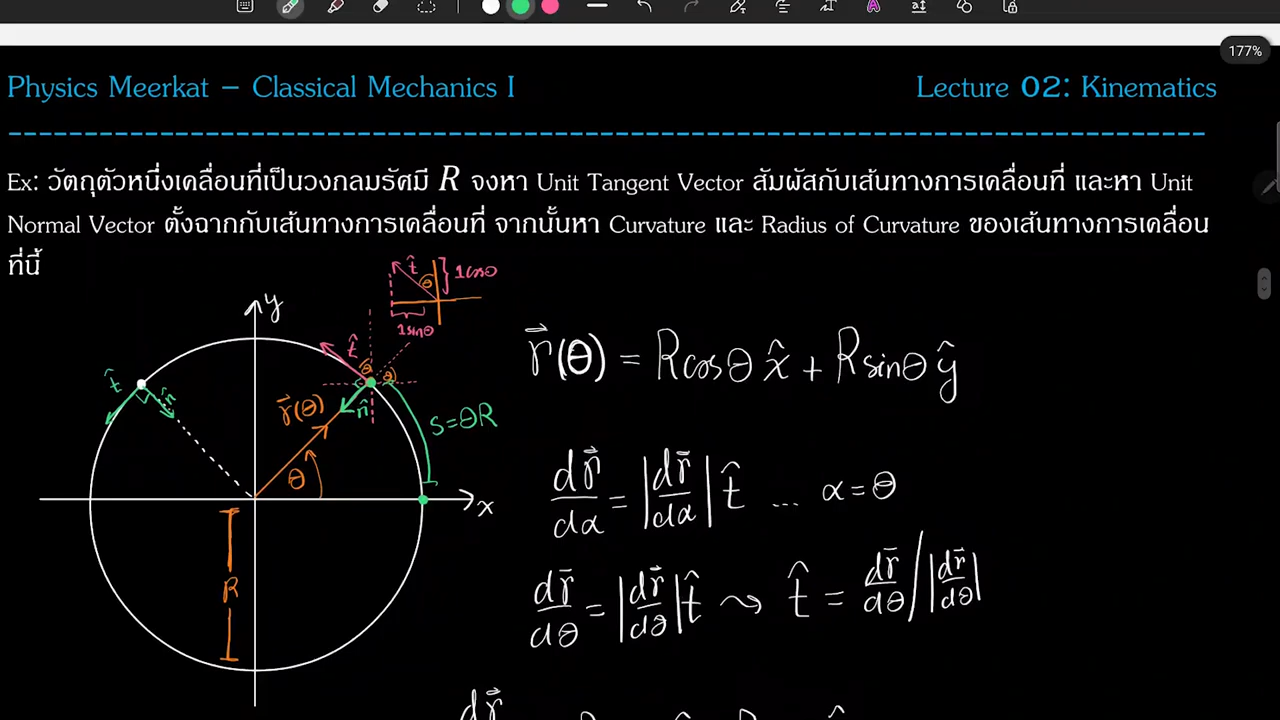 177%
Physics Meerkat – Classical Mechanics I
Lecture 02: Kinematics
Ex: วัตถุตัวหนึ่งเคลื่อนที่เป็นวงกลมรัศมี R จงหา Unit Tangent Vector สัมผัสกับเส้นทางการเคลื่อนที่ และหา Unit
Normal Vector ตั้งฉากกับเส้นทางการเคลื่อนที่ จากนั้นหา Curvature และ Radius of Curvature ของเส้นทางการเคลื่อน
ที่นี้
t̂ θ 1cosθ
1sinθ
y
t̂ θ θ
n̂
t̂ n̂
r⃗(θ)
S=θR
θ
x
R
r⃗(θ) = Rcosθ x̂ + Rsinθ ŷ
dr⃗/dα = |dr⃗/dα| t̂ ... α=θ
dr⃗/dθ = |dr⃗/dθ| t̂ ⇝ t̂ = dr⃗/dθ / |dr⃗/dθ|
dr⃗